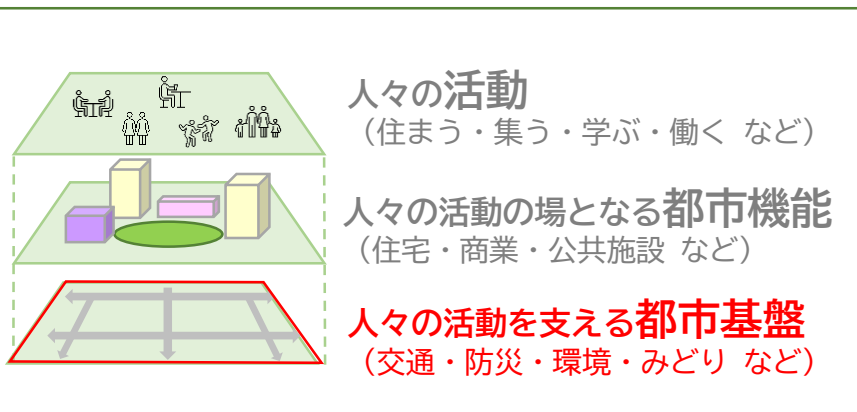 人々の活動
（住まう・集う・学ぶ・働く など）
人々の活動の場となる都市機能
（住宅・商業・公共施設 など）
人々の活動を支える都市基盤
（交通・防災・環境・みどり など）